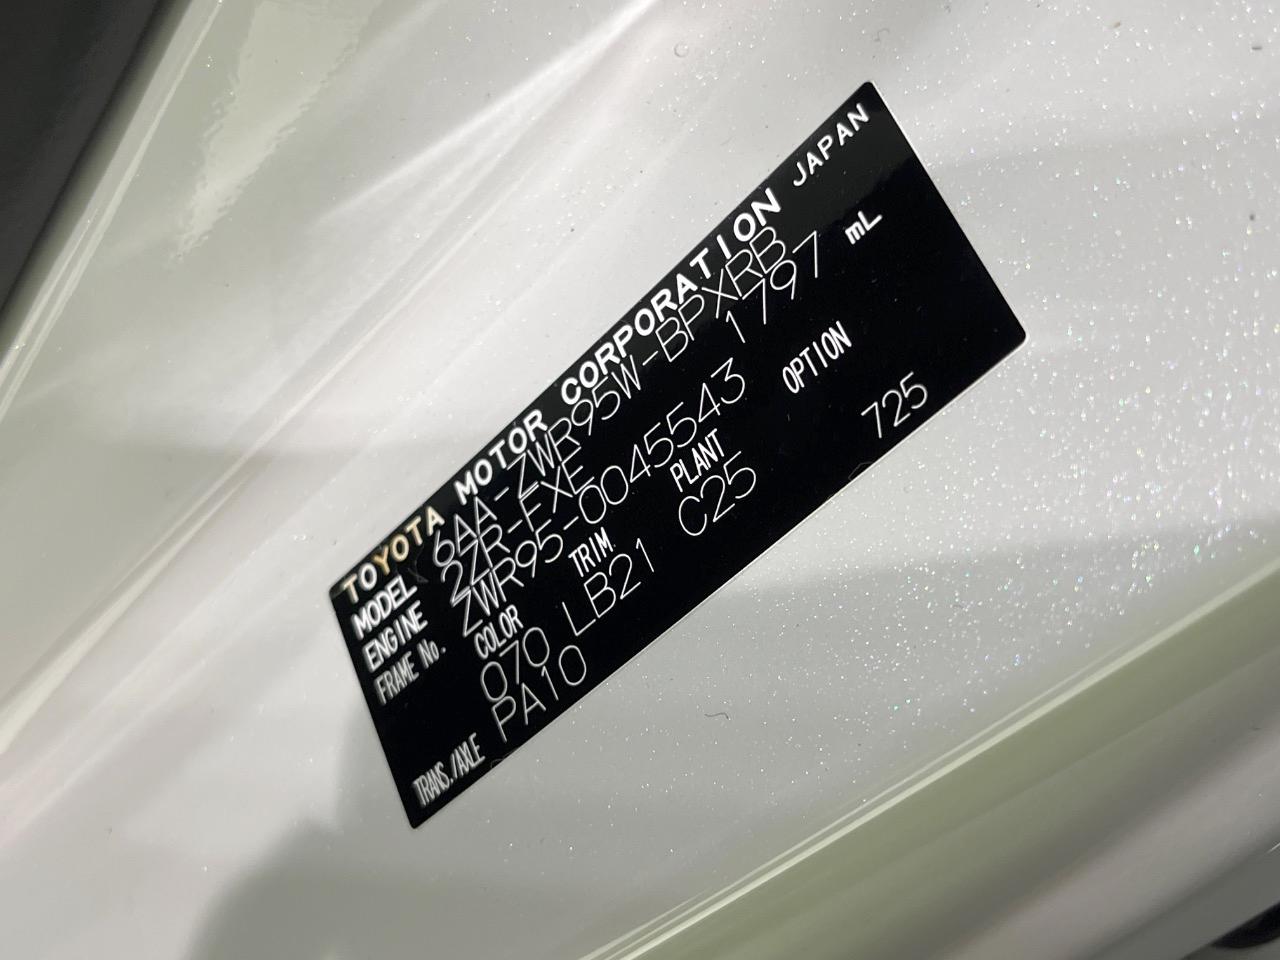 TOYOTA MOTOR CORPORATION JAPAN
MODEL 6AA-ZWR95W-BPXRB
ENGINE 2ZR-FXE 1797 mL
FRAME No. ZWR95-0045543
COLOR TRIM PLANT OPTION
070 LB21 C25 725
TRANS./AXLE PA10